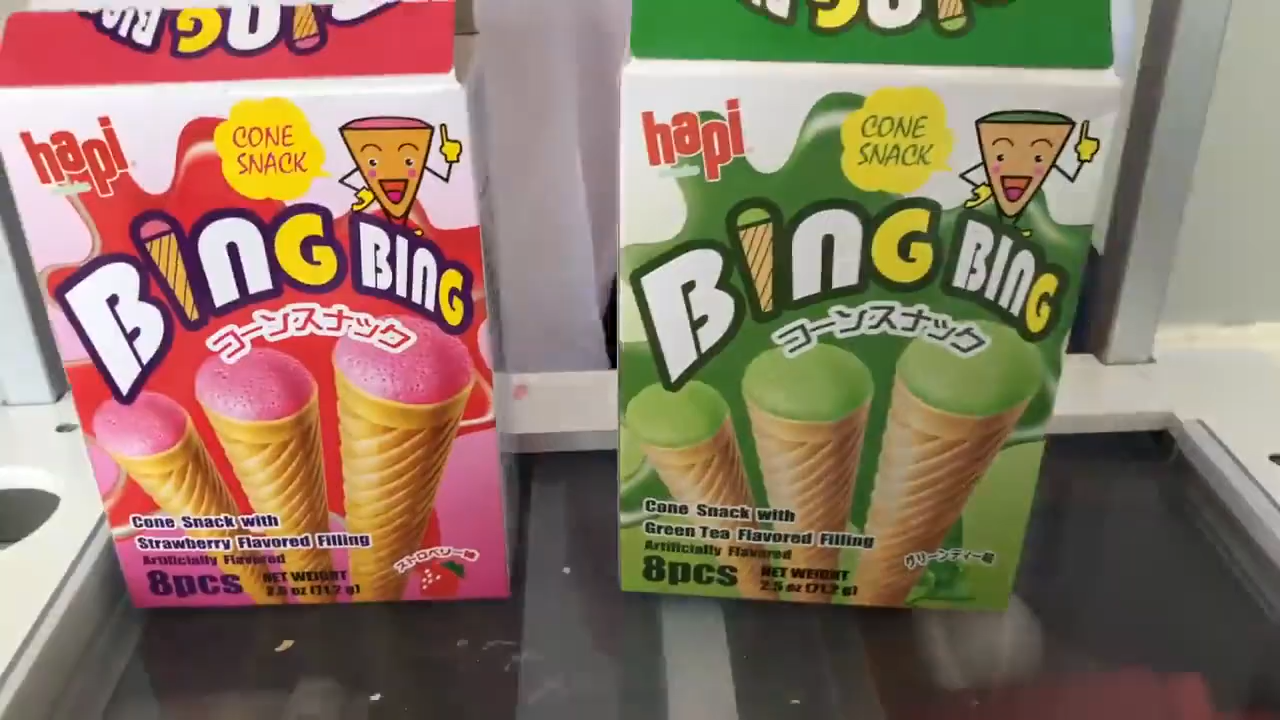 hapi
CONE
SNACK
BING BING
コーンスナック
Cone Snack with
Strawberry Flavored Filling
Artificially Flavored
8pcs
NET WEIGHT
2.5 oz (71.2 g)
ストロベリー味
hapi
CONE
SNACK
BING BING
コーンスナック
Cone Snack with
Green Tea Flavored Filling
Artificially Flavored
8pcs
NET WEIGHT
2.5 oz (71.2 g)
グリーンティー味